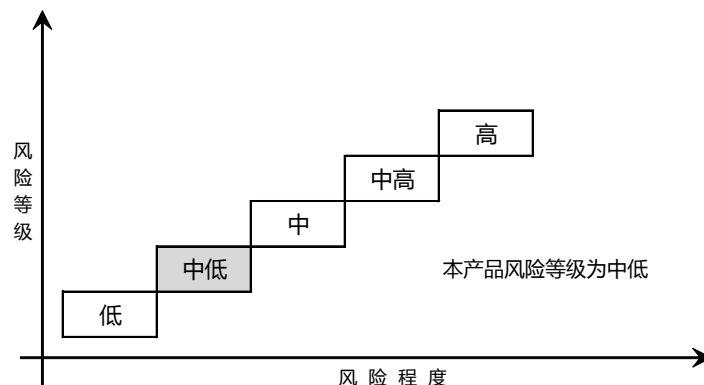 高
中高
中
中低
低
风险等级
本产品风险等级为中低
风 险 程 度